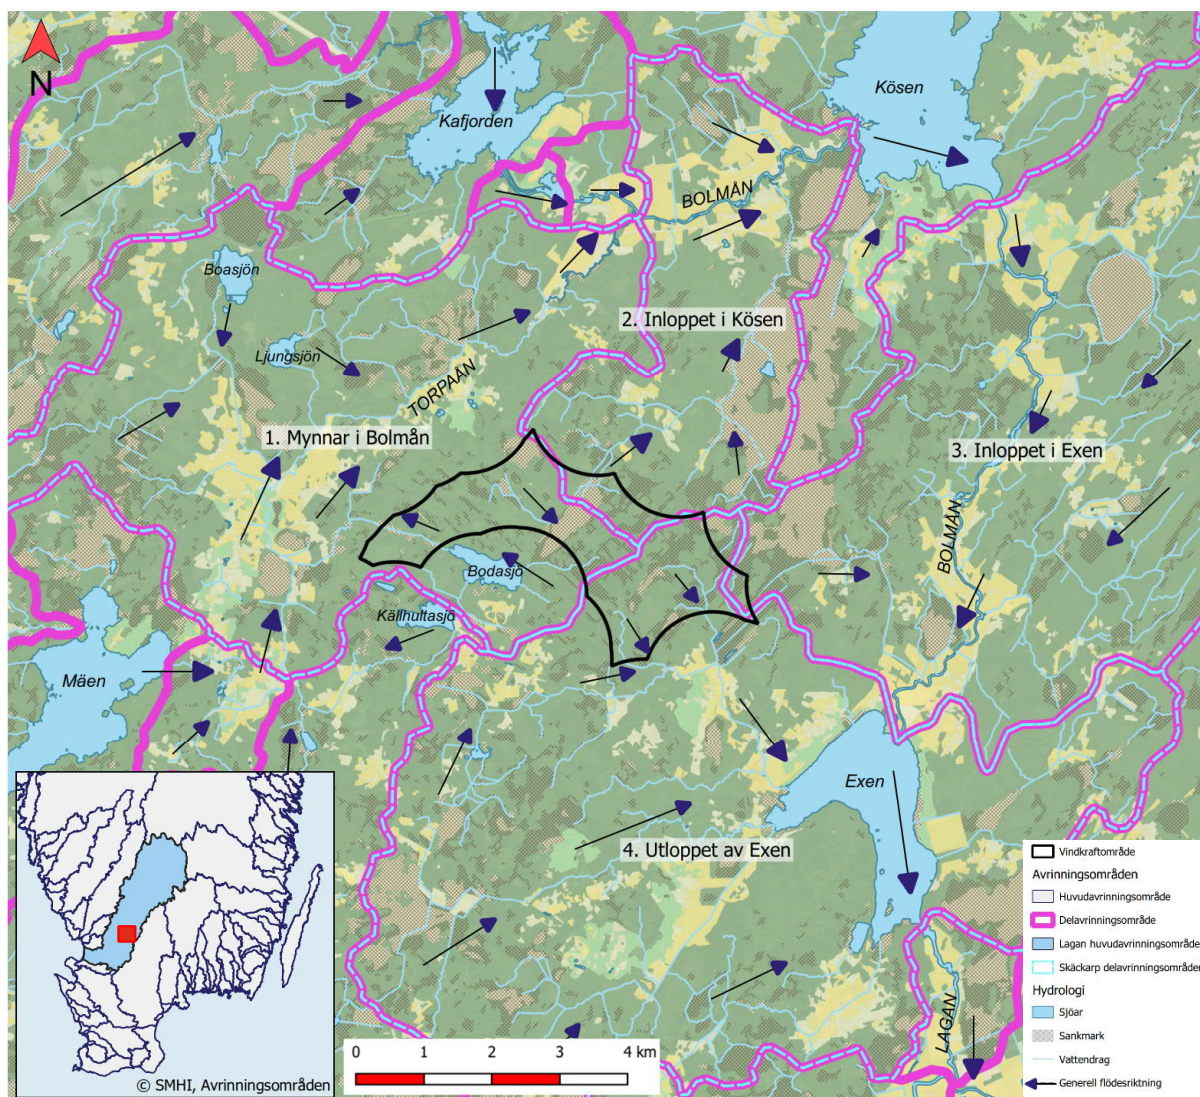 N
Kösen
Kafjorden
BOLMÅN
Boasjön
2. Inloppet i Kösen
Ljungsjön
TORPAÅN
1. Mynnar i Bolmån
3. Inloppet i Exen
BOLMÅN
Bodasjö
Källhultasjö
Mäen
Exen
4. Utloppet av Exen
LAGAN
Vindkraftområde
Avrinningsområden
Huvudavrinningsområde
Delavrinningsområde
Lagan huvudavrinningsområde
Skäckarp delavrinningsområden
Hydrologi
Sjöar
Sankmark
Vattendrag
Generell flödesriktning
0 1 2 3 4 km
© SMHI, Avrinningsområden